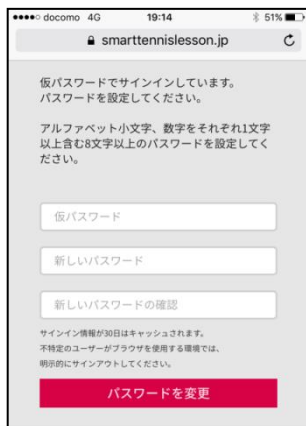 docomo 4G 19:14 51%
smarttennislesson.jp
仮パスワードでサインインしています。
パスワードを設定してください。
アルファベット小文字、数字をそれぞれ1文字
以上含む8文字以上のパスワードを設定してく
ださい。
仮パスワード
新しいパスワード
新しいパスワードの確認
サインイン情報が30日はキャッシュされます。
不特定のユーザーがブラウザを使用する環境では、
明示的にサインアウトしてください。
パスワードを変更